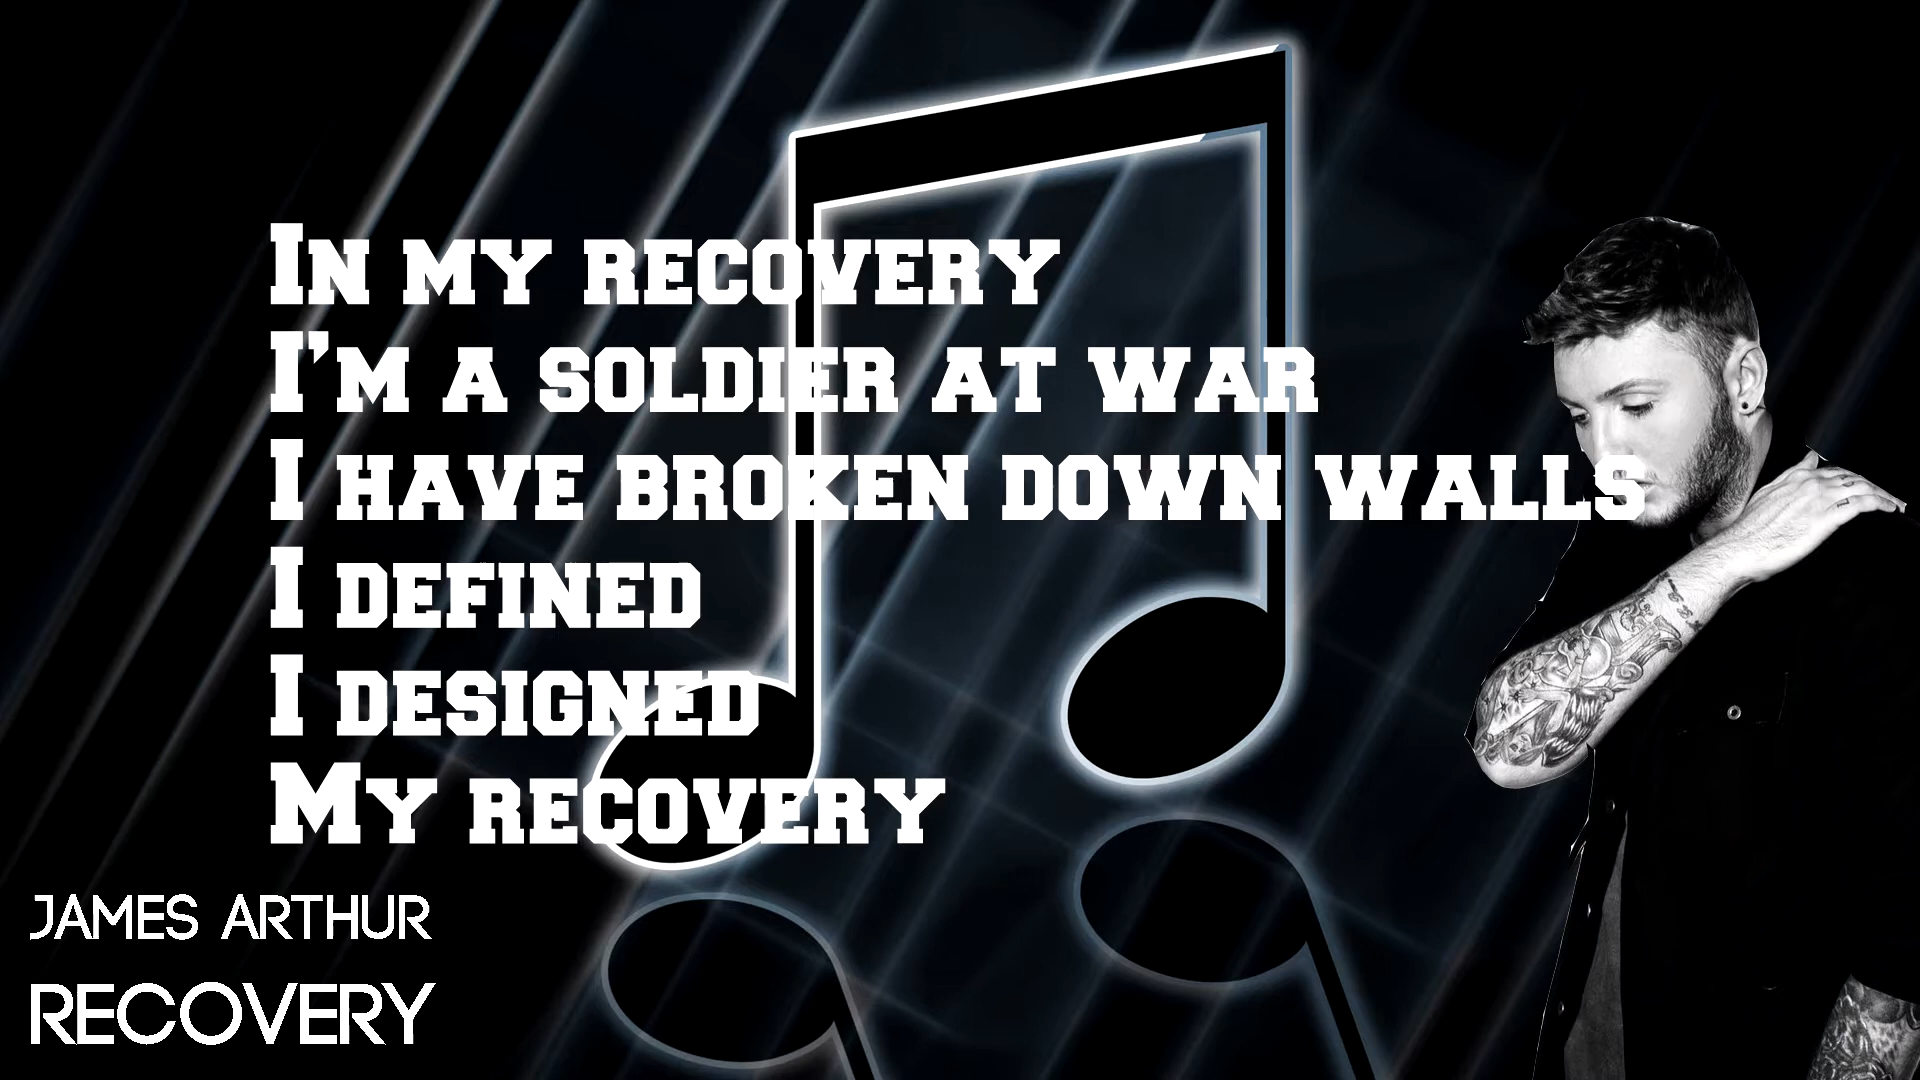 In my recovery
I'm a soldier at war
I have broken down walls
I defined
I designed
My recovery
JAMES ARTHUR
RECOVERY